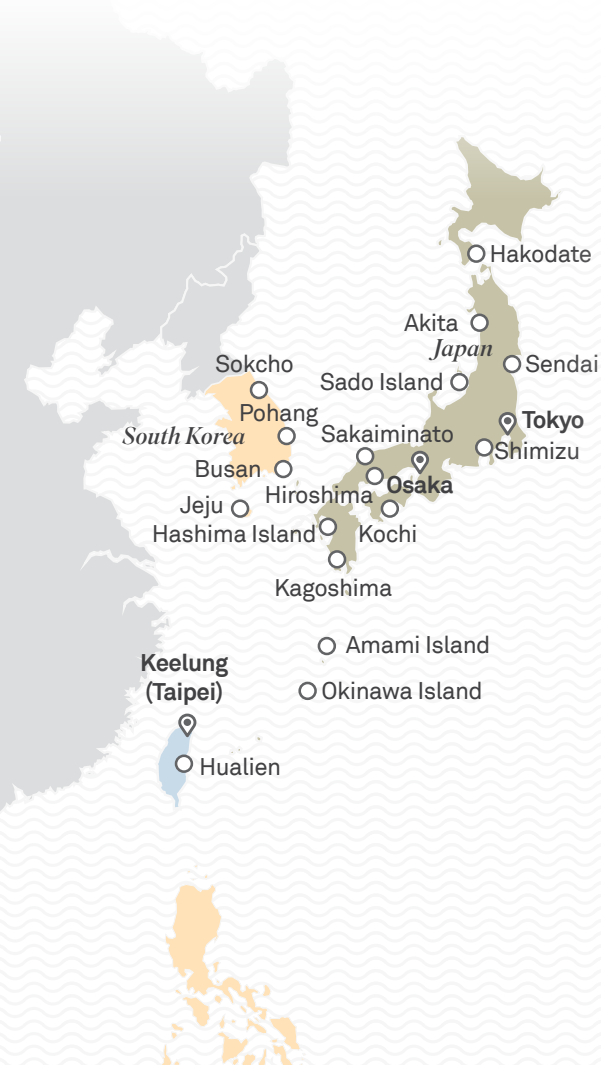 Hakodate
Akita
Japan
Sendai
Sokcho
Sado Island
Pohang
Tokyo
South Korea
Sakaiminato
Shimizu
Busan
Osaka
Hiroshima
Jeju
Hashima Island
Kochi
Kagoshima
Amami Island
Keelung
(Taipei)
Okinawa Island
Hualien